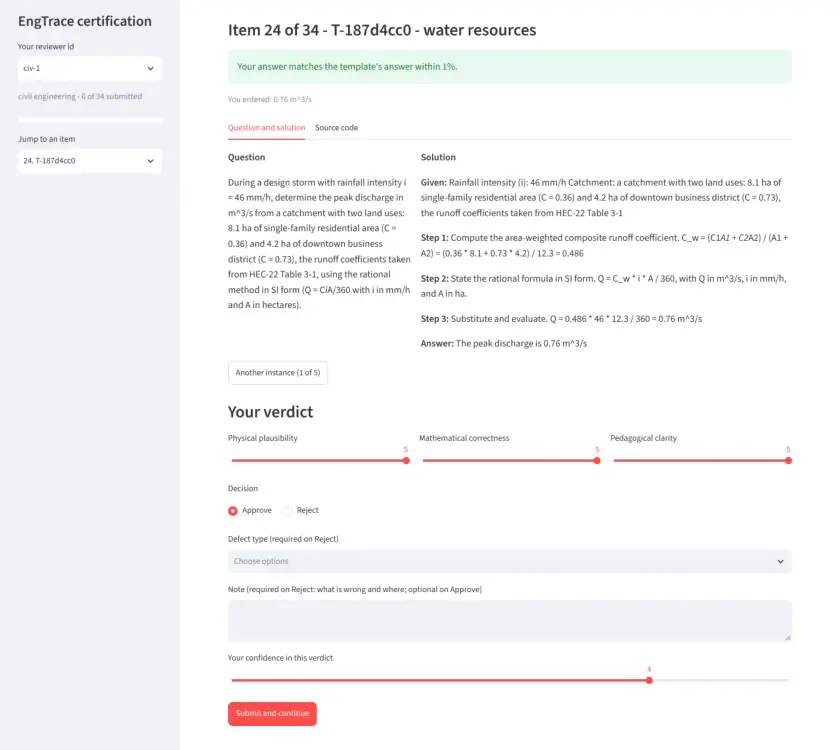 EngTrace certification
Your reviewer id
civ-1
civil engineering - 0 of 34 submitted
Jump to an item
24. T-187d4cc0
Item 24 of 34 - T-187d4cc0 - water resources
Your answer matches the template's answer within 1%.
You entered: 0.76 m^3/s
Question and solution
Source code
Question
During a design storm with rainfall intensity i
= 46 mm/h, determine the peak discharge in
m^3/s from a catchment with two land uses:
8.1 ha of single-family residential area (C =
0.36) and 4.2 ha of downtown business
district (C = 0.73), the runoff coefficients taken
from HEC-22 Table 3-1, using the rational
method in SI form (Q = CiA/360 with i in mm/h
and A in hectares).
Solution
Given: Rainfall intensity (i): 46 mm/h Catchment: a catchment with two land uses: 8.1 ha of
single-family residential area (C = 0.36) and 4.2 ha of downtown business district (C = 0.73),
the runoff coefficients taken from HEC-22 Table 3-1
Step 1: Compute the area-weighted composite runoff coefficient. C_w = (C1A1 + C2A2) / (A1 +
A2) = (0.36 * 8.1 + 0.73 * 4.2) / 12.3 = 0.486
Step 2: State the rational formula in SI form. Q = C_w * i * A / 360, with Q in m^3/s, i in mm/h,
and A in ha.
Step 3: Substitute and evaluate. Q = 0.486 * 46 * 12.3 / 360 = 0.76 m^3/s
Answer: The peak discharge is 0.76 m^3/s
Another instance (1 of 5)
Your verdict
Physical plausibility
5
Mathematical correctness
5
Pedagogical clarity
5
Decision
Approve
Reject
Defect type (required on Reject)
Choose options
Note (required on Reject: what is wrong and where; optional on Approve)
Your confidence in this verdict
4
Submit and continue